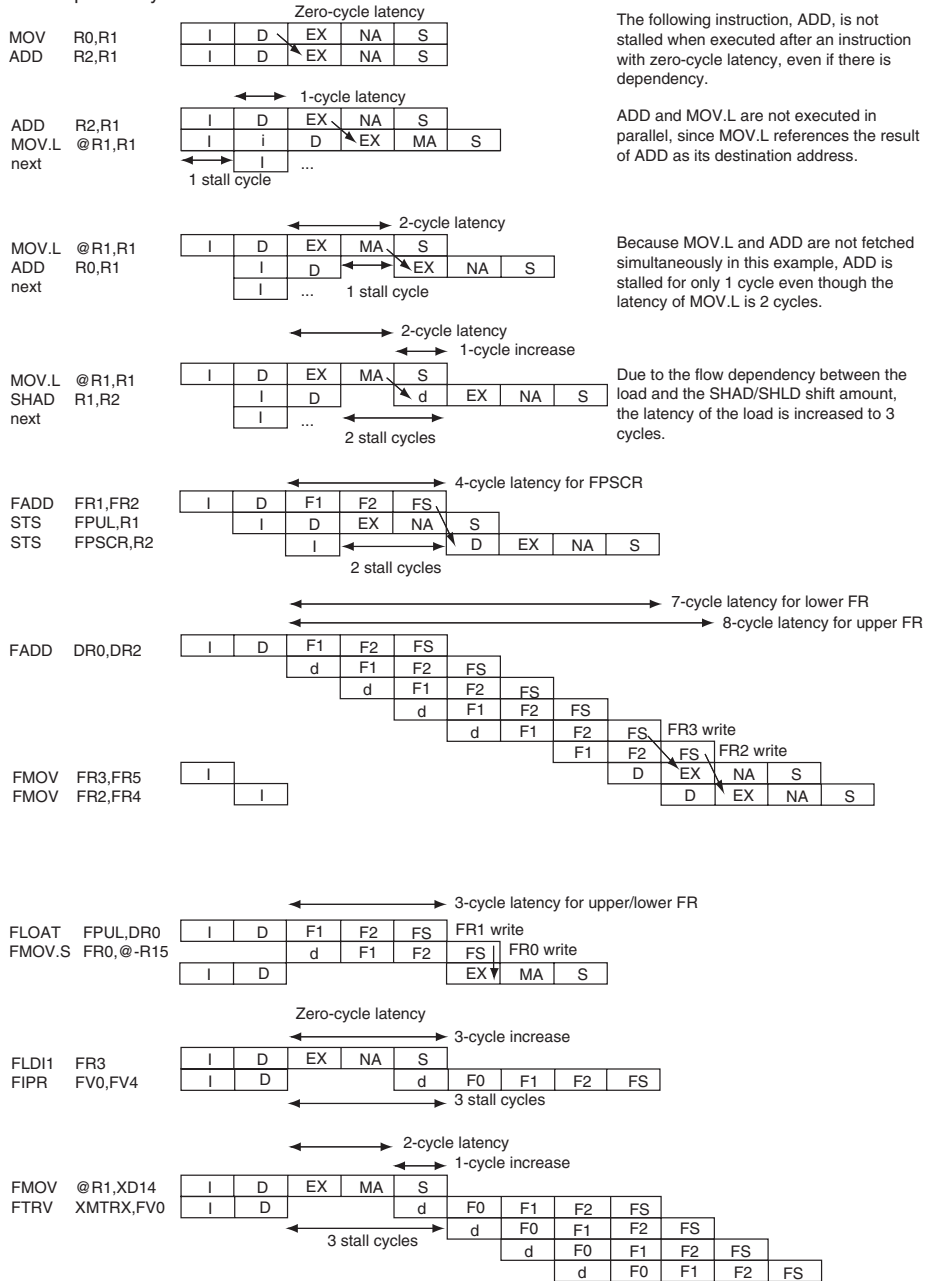 Zero-cycle latency
MOV R0,R1 I D EX NA S
ADD R2,R1 I D EX NA S
The following instruction, ADD, is not
stalled when executed after an instruction
with zero-cycle latency, even if there is
dependency.
1-cycle latency
ADD R2,R1 I D EX NA S
MOV.L @R1,R1 I i D EX MA S
next I ...
1 stall cycle
ADD and MOV.L are not executed in
parallel, since MOV.L references the result
of ADD as its destination address.
2-cycle latency
MOV.L @R1,R1 I D EX MA S
ADD R0,R1 I D EX NA S
next I ...
1 stall cycle
Because MOV.L and ADD are not fetched
simultaneously in this example, ADD is
stalled for only 1 cycle even though the
latency of MOV.L is 2 cycles.
2-cycle latency
1-cycle increase
MOV.L @R1,R1 I D EX MA S
SHAD R1,R2 I D d EX NA S
next I ...
2 stall cycles
Due to the flow dependency between the
load and the SHAD/SHLD shift amount,
the latency of the load is increased to 3
cycles.
4-cycle latency for FPSCR
FADD FR1,FR2 I D F1 F2 FS
STS FPUL,R1 I D EX NA S
STS FPSCR,R2 I D EX NA S
2 stall cycles
7-cycle latency for lower FR
8-cycle latency for upper FR
FADD DR0,DR2 I D F1 F2 FS
d F1 F2 FS
d F1 F2 FS
d F1 F2 FS
d F1 F2 FS FR3 write
F1 F2 FS FR2 write
FMOV FR3,FR5 I D EX NA S
FMOV FR2,FR4 I D EX NA S
3-cycle latency for upper/lower FR
FLOAT FPUL,DR0 I D F1 F2 FS FR1 write
FMOV.S FR0,@-R15 d F1 F2 FS FR0 write
I D EX MA S
Zero-cycle latency
3-cycle increase
FLDI1 FR3 I D EX NA S
FIPR FV0,FV4 I D d F0 F1 F2 FS
3 stall cycles
2-cycle latency
1-cycle increase
FMOV @R1,XD14 I D EX MA S
FTRV XMTRX,FV0 I D d F0 F1 F2 FS
d F0 F1 F2 FS
3 stall cycles
d F0 F1 F2 FS
d F0 F1 F2 FS